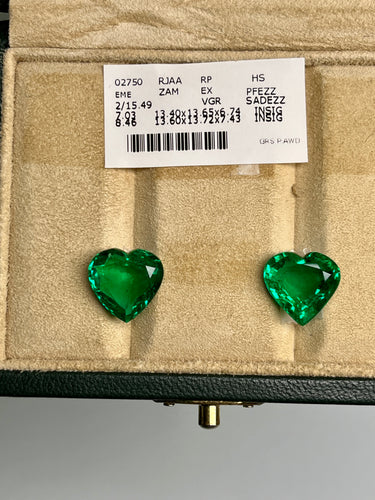 02750 RJAA RP HS
EME ZAM EX PFEZZ
2/15.49 VGR SADEZZ
7.03 13.40x13.65x6.74 INSIG
8.46 13.60x13.72x7.43 INSIG
GRS P.AWD